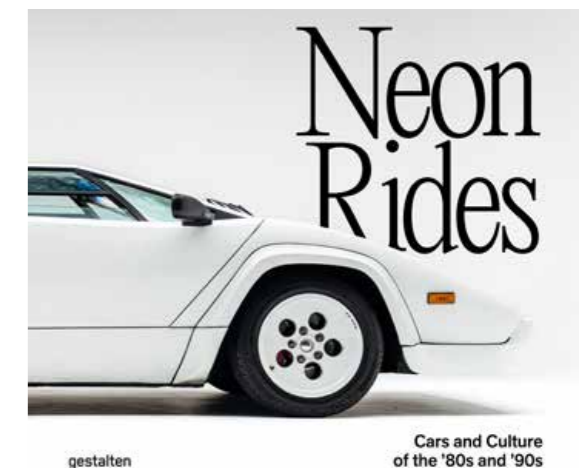 Neon
Rides
gestalten
Cars and Culture
of the '80s and '90s